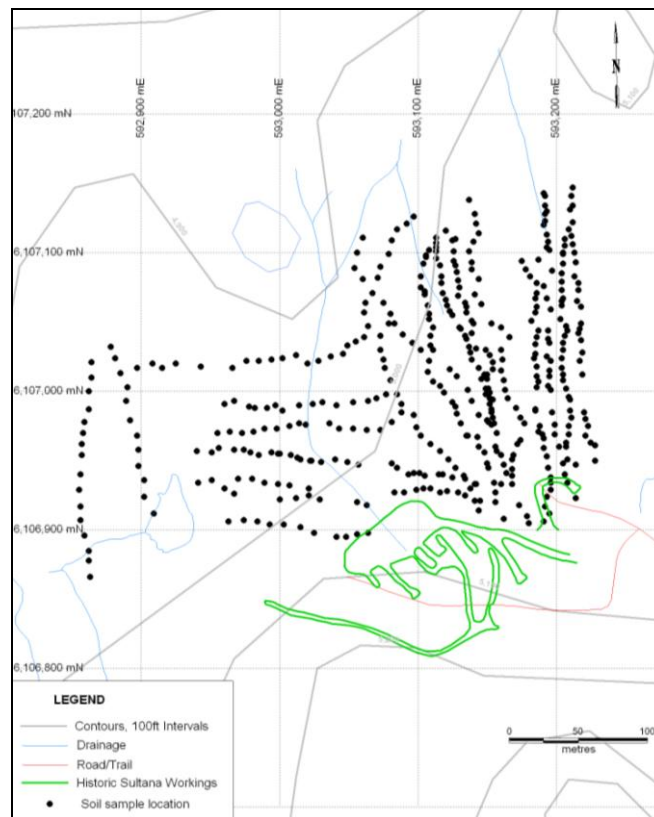 N
592,900 mE
593,000 mE
593,100 mE
593,200 mE
107,200 mN
6,107,100 mN
6,107,000 mN
6,106,900 mN
6,106,800 mN
4,900
LEGEND
Contours, 100ft Intervals
Drainage
Road/Trail
Historic Sultana Workings
Soil sample location
0 50 100
metres